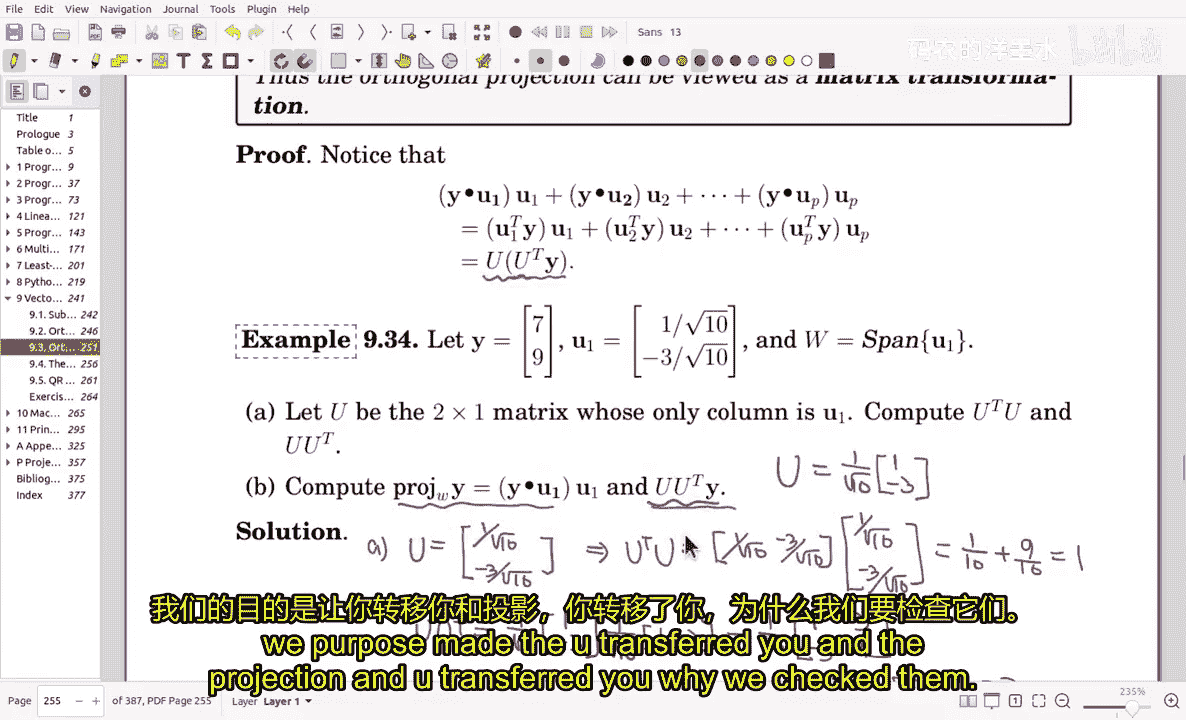 File Edit View Navigation Journal Tools Plugin Help
Sans 13
Title 1
Prologue 3
Table o... 5
1 Progr... 9
2 Progr... 37
3 Progr... 73
4 Linea... 121
5 Progr... 143
6 Multi... 171
7 Least-... 201
8 Pytho... 219
9 Vecto... 241
9.1. Sub... 242
9.2. Ort... 246
9.3. Ort... 251
9.4. The... 256
9.5. QR ... 261
Exercis... 264
10 Mac... 265
11 Prin... 295
A Appe... 325
P Proje... 357
Bibliog... 375
Index 377
Thus the orthogonal projection can be viewed as a matrix transforma-
tion.
Proof. Notice that
(y•u₁) u₁ + (y•u₂) u₂ + ··· + (y•uₚ) uₚ
= (u₁ᵀy) u₁ + (u₂ᵀy) u₂ + ··· + (uₚᵀy) uₚ
= U(Uᵀy).
Example 9.34. Let y = [7 9], u₁ = [1/√10 −3/√10], and W = Span{u₁}.
(a) Let U be the 2 × 1 matrix whose only column is u₁. Compute UᵀU and
UUᵀ.
(b) Compute proj_w y = (y•u₁) u₁ and UUᵀy.
U = 1/√10 [1 -3]
Solution.
a) U = [1/√10 -3/√10] ⇒ UᵀU [1/√10 -3/√10] [1/√10 -3/√10] = 1/10 + 9/10 = 1
我们的目的是让你转移你和投影，你转移了你，为什么我们要检查它们。
we purpose made the u transferred you and the
projection and u transferred you why we checked them.
Page 255 of 387, PDF Page 255 Layer Layer 1 235%